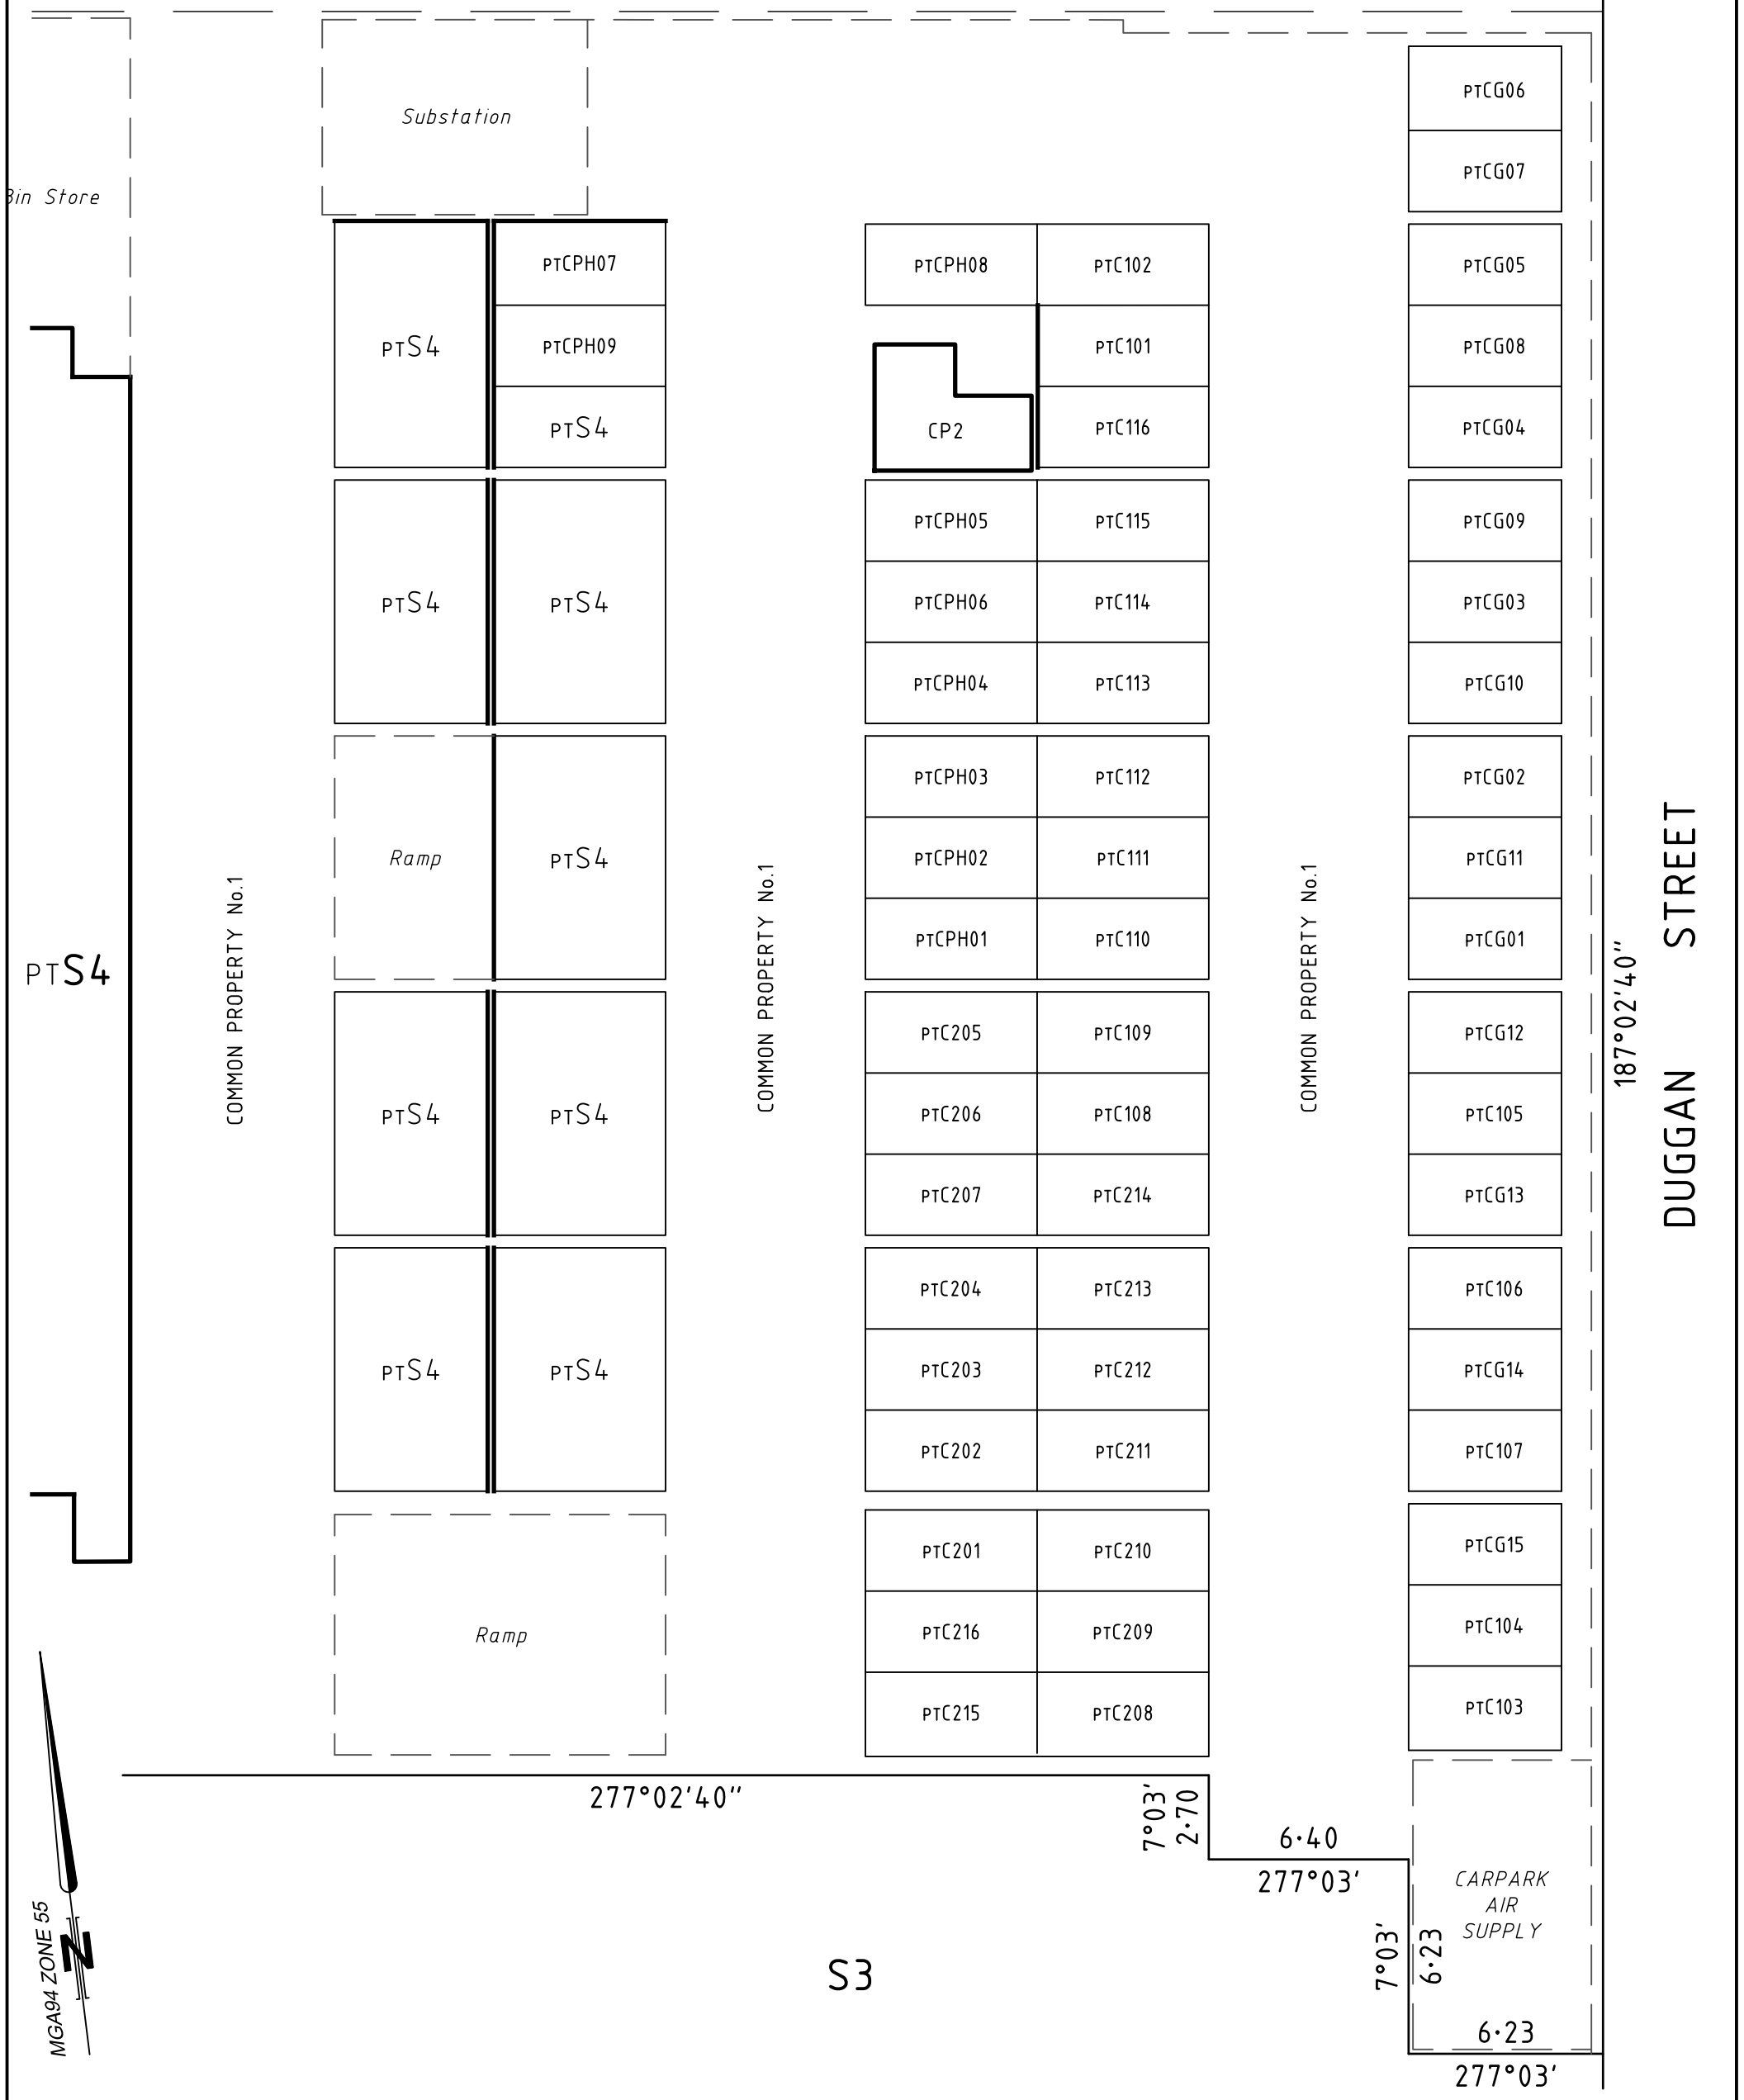 PTCG06
Substation
PTCG07
Bin Store
PTCPH07
PTCPH08
PTC102
PTCG05
PTS4
PTCPH09
PTC101
PTCG08
PTS4
CP2
PTC116
PTCG04
PTCPH05
PTC115
PTCG09
PTS4
PTS4
PTCPH06
PTC114
PTCG03
PTCPH04
PTC113
PTCG10
PTCPH03
PTC112
PTCG02
Ramp
PTS4
PTCPH02
PTC111
PTCG11
PTCPH01
PTC110
PTCG01
PTS4
COMMON PROPERTY No.1
COMMON PROPERTY No.1
COMMON PROPERTY No.1
187°02'40"
DUGGAN STREET
PTC205
PTC109
PTCG12
PTS4
PTS4
PTC206
PTC108
PTC105
PTC207
PTC214
PTCG13
PTC204
PTC213
PTC106
PTS4
PTS4
PTC203
PTC212
PTCG14
PTC202
PTC211
PTC107
PTC201
PTC210
PTCG15
Ramp
PTC216
PTC209
PTC104
PTC215
PTC208
PTC103
277°02'40"
7°03'
2·70
6·40
277°03'
CARPARK
AIR
SUPPLY
7°03'
6·23
S3
6·23
277°03'
MGA94 ZONE 55
N